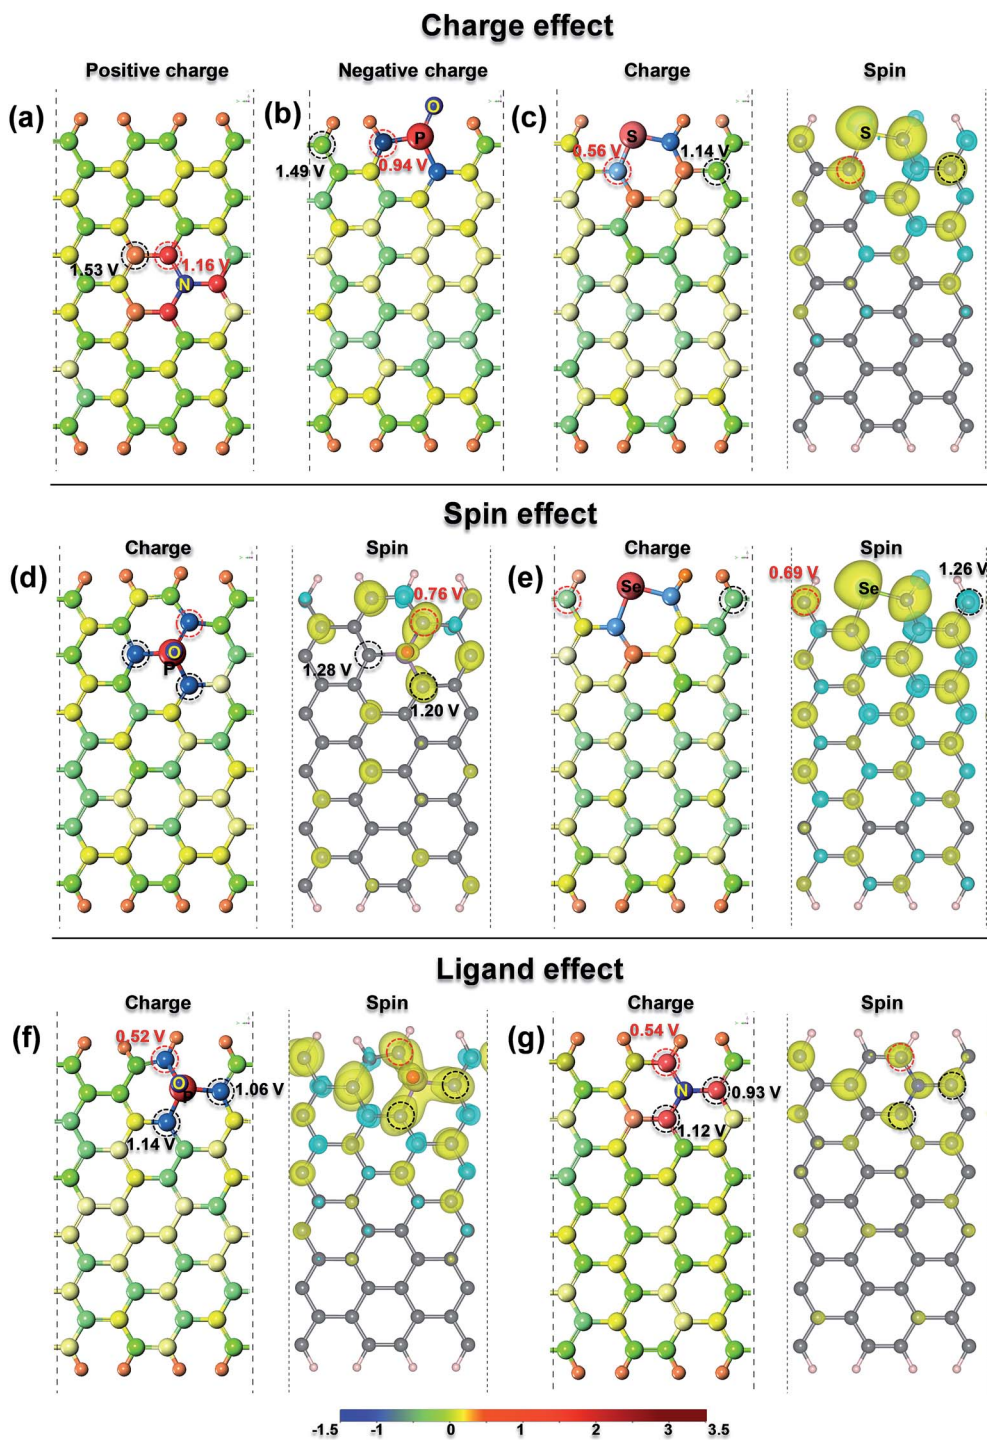 Charge effect
Positive charge
Negative charge
Charge
Spin
(a)
(b)
(c)
O
P
0.94 V
1.49 V
S
0.56 V
1.14 V
S
1.53 V
1.16 V
N
Spin effect
Charge
Spin
Charge
Spin
(d)
(e)
O
P
0.76 V
1.28 V
1.20 V
Se
0.69 V
Se
1.26 V
Ligand effect
Charge
Spin
Charge
Spin
(f)
(g)
0.52 V
O
P
1.06 V
1.14 V
0.54 V
N
0.93 V
1.12 V
-1.5 -1 0 1 2 3 3.5